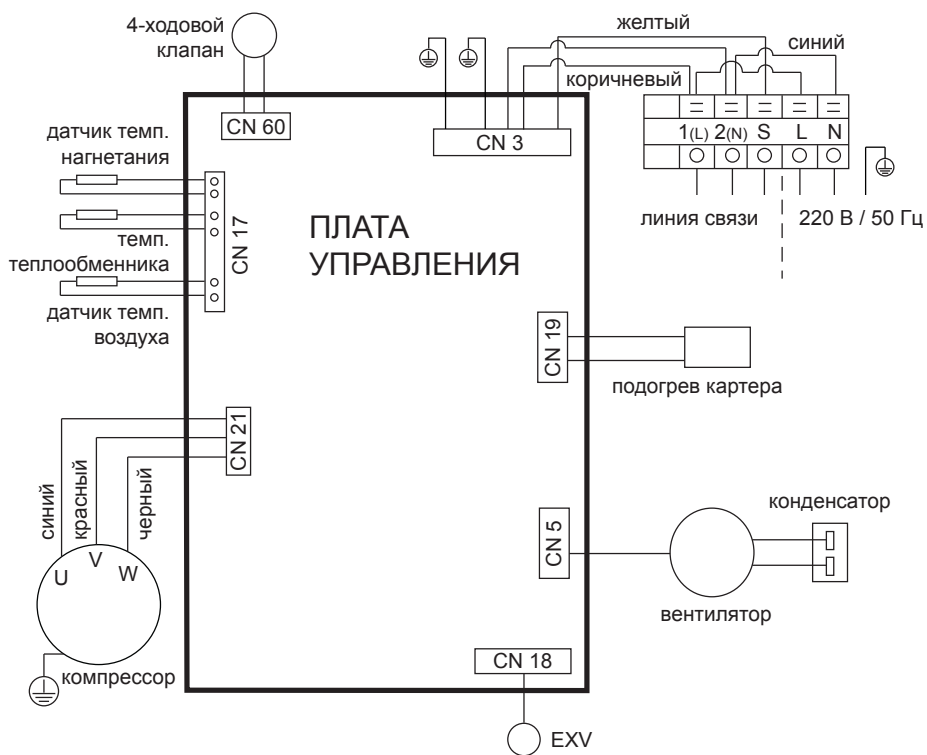 4-ходовой
клапан
желтый
синий
коричневый
CN 60
CN 3
1(L) 2(N) S L N
линия связи
220 В / 50 Гц
датчик темп.
нагнетания
темп.
теплообменника
датчик темп.
воздуха
CN 17
ПЛАТА
УПРАВЛЕНИЯ
CN 19
подогрев картера
CN 21
синий
красный
черный
U V W
компрессор
CN 5
вентилятор
конденсатор
CN 18
EXV